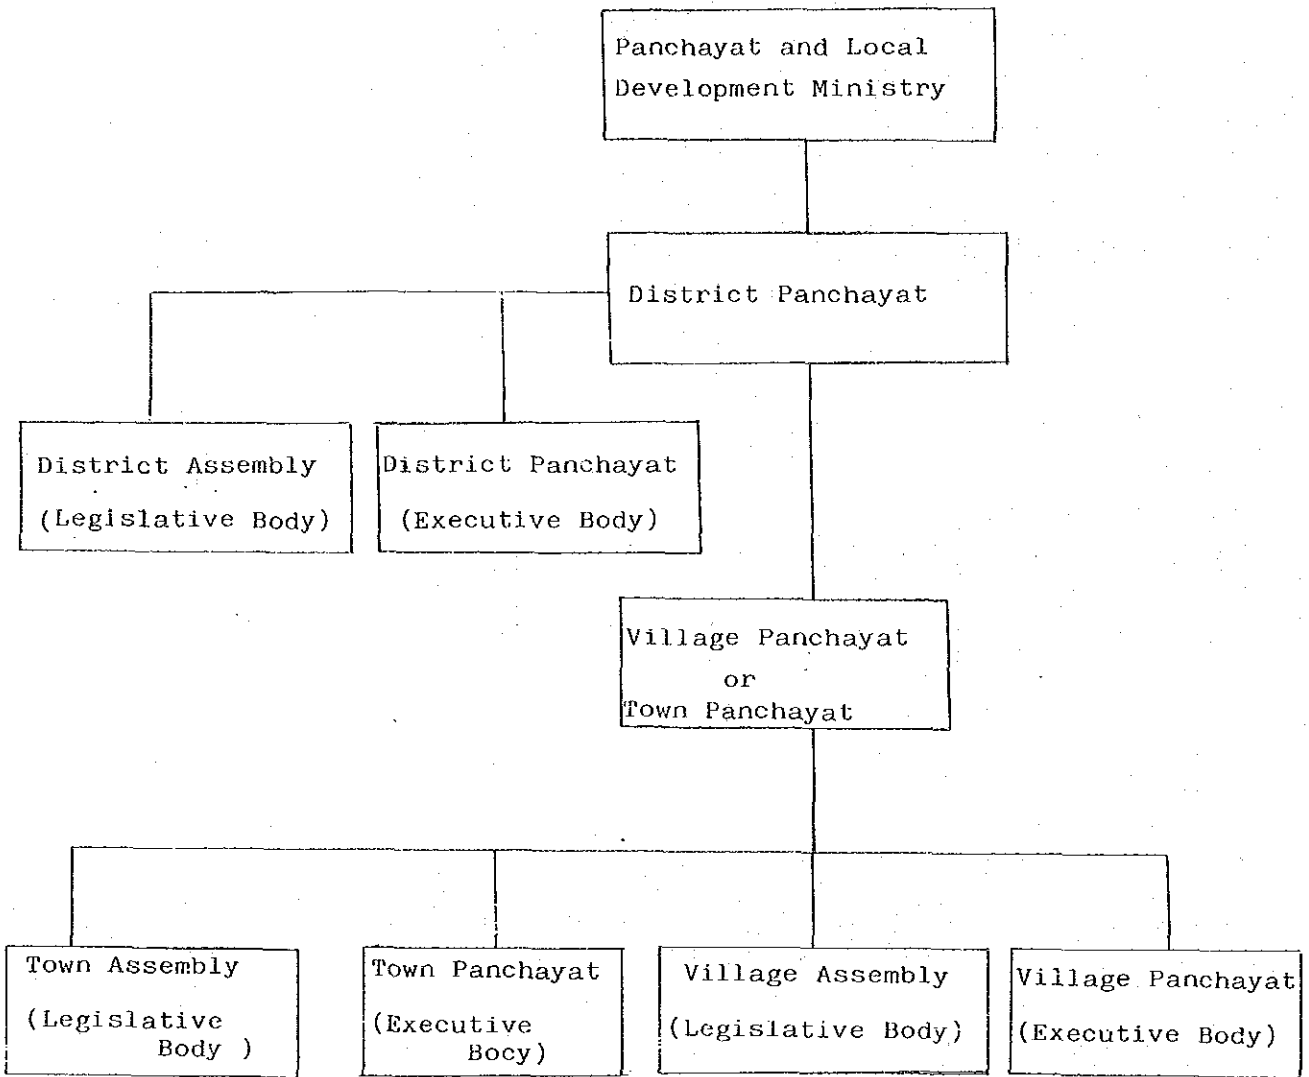 Panchayat and Local
Development Ministry
District Panchayat
District Assembly
(Legislative Body)
District Panchayat
(Executive Body)
Village Panchayat
or
Town Panchayat
Town Assembly
(Legislative
Body )
Town Panchayat
(Executive
Bocy)
Village Assembly
(Legislative Body)
Village Panchayat
(Executive Body)